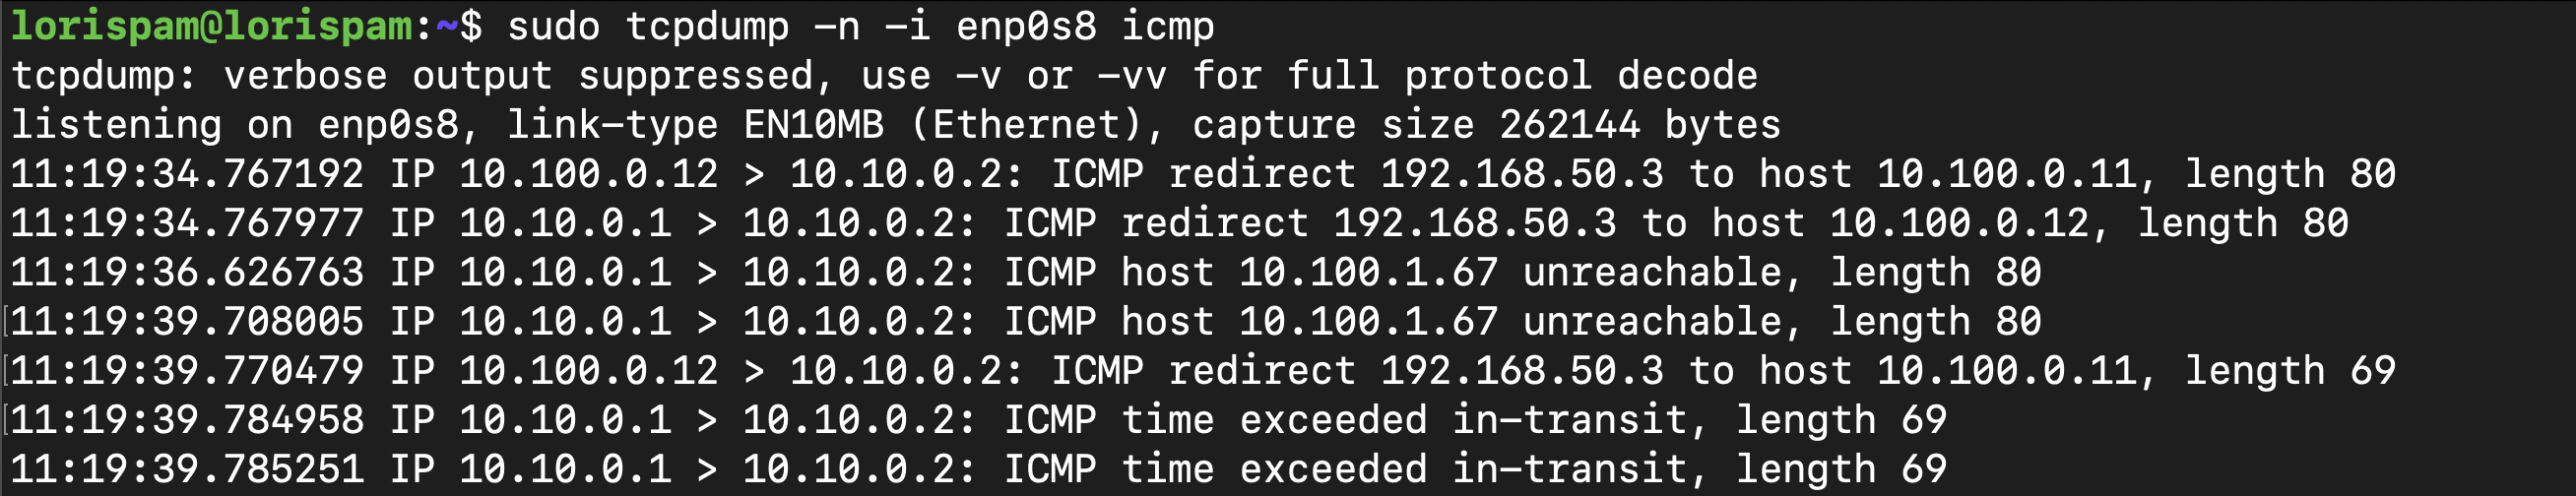 lorispam@lorispam:~$ sudo tcpdump -n -i enp0s8 icmp
tcpdump: verbose output suppressed, use -v or -vv for full protocol decode
listening on enp0s8, link-type EN10MB (Ethernet), capture size 262144 bytes
11:19:34.767192 IP 10.100.0.12 > 10.10.0.2: ICMP redirect 192.168.50.3 to host 10.100.0.11, length 80
11:19:34.767977 IP 10.10.0.1 > 10.10.0.2: ICMP redirect 192.168.50.3 to host 10.100.0.12, length 80
11:19:36.626763 IP 10.10.0.1 > 10.10.0.2: ICMP host 10.100.1.67 unreachable, length 80
[11:19:39.708005 IP 10.10.0.1 > 10.10.0.2: ICMP host 10.100.1.67 unreachable, length 80
[11:19:39.770479 IP 10.100.0.12 > 10.10.0.2: ICMP redirect 192.168.50.3 to host 10.100.0.11, length 69
[11:19:39.784958 IP 10.10.0.1 > 10.10.0.2: ICMP time exceeded in-transit, length 69
11:19:39.785251 IP 10.10.0.1 > 10.10.0.2: ICMP time exceeded in-transit, length 69